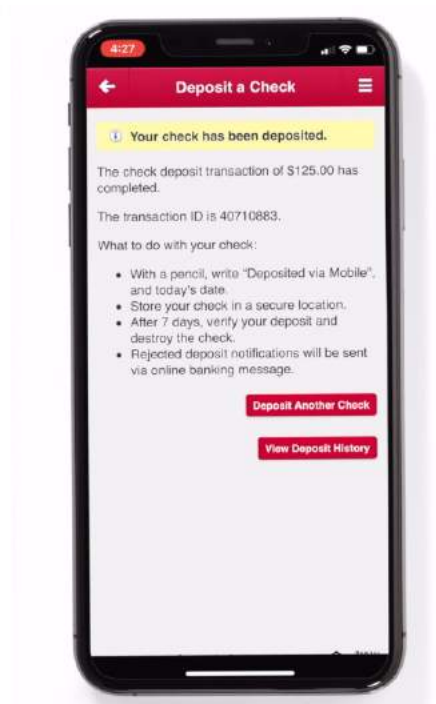 4:27
Deposit a Check
Your check has been deposited.
The check deposit transaction of $125.00 has
completed.
The transaction ID is 40710883.
What to do with your check:
• With a pencil, write "Deposited via Mobile",
and today's date.
• Store your check in a secure location.
• After 7 days, verify your deposit and
destroy the check.
• Rejected deposit notifications will be sent
via online banking message.
Deposit Another Check
View Deposit History